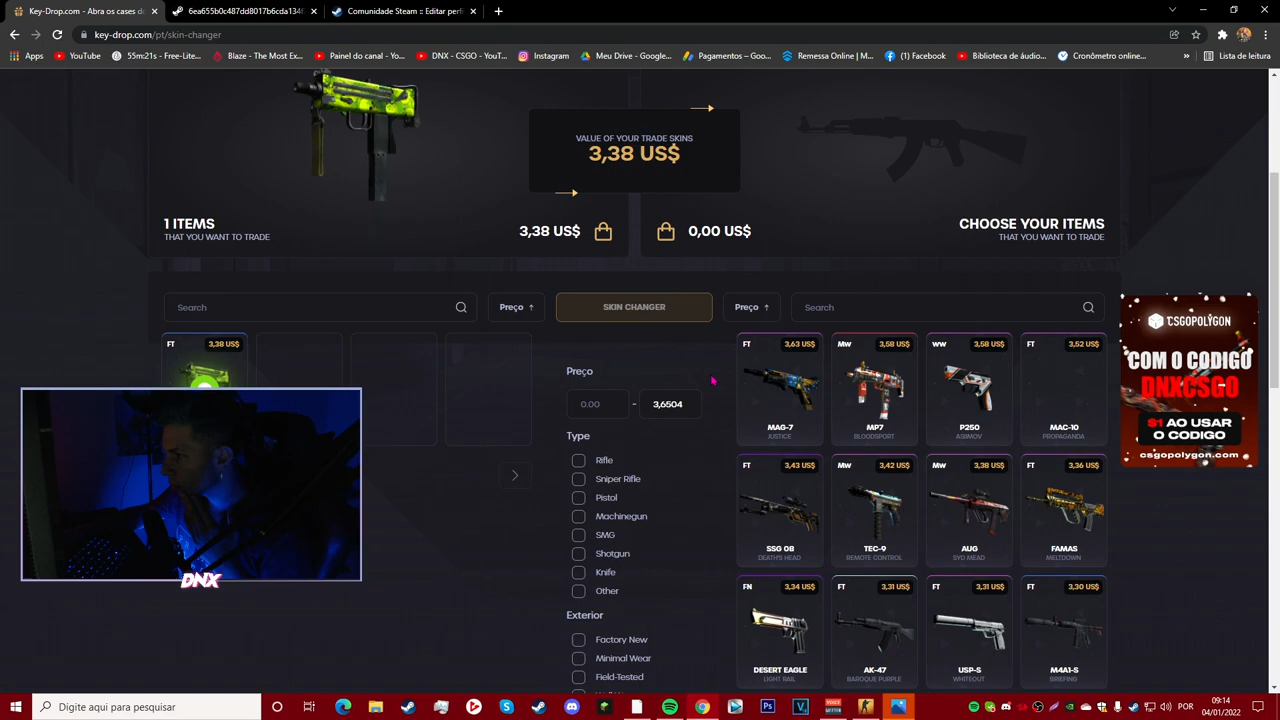 Key-Drop.com - Abra os cases de
6ea655b0c487dd8017b6cda134f
Comunidade Steam :: Editar perfi
key-drop.com/pt/skin-changer
Apps
YouTube
55mr21s | Free-Lite...
Blaze - The Most Ex...
Painel do canal - Yo...
DNX - CSGO - YouT...
Instagram
Meu Drive - Google...
Pagamentos – Goo...
Remessa Online - M...
(1) Facebook
Biblioteca de áudio...
Cronômetro online...
Lista de leitura
VALUE OF YOUR TRADE SKINS
3,38 US$
1 ITEMS
THAT YOU WANT TO TRADE
3,38 US$
0,00 US$
CHOOSE YOUR ITEMS
THAT YOU WANT TO TRADE
Search
Preço ↑
SKIN CHANGER
Preço ↑
Search
FT 3,38 US$
Preço
0.00 - 3,6504
Type
Rifle
Sniper Rifle
Pistol
Machinegun
SMG
Shotgun
Knife
Other
Exterior
Factory New
Minimal Wear
Field-Tested
FT 3,63 US$
MAG-7
JUSTICE
MW 3,58 US$
MP7
BLOODSPORT
WW 3,58 US$
P250
ASIIMOV
FT 3,52 US$
MAC-10
PROPAGANDA
FT 3,43 US$
SSG 08
DEATH'S HEAD
MW 3,42 US$
TEC-9
REMOTE CONTROL
MW 3,38 US$
AUG
SYD MEAD
FT 3,36 US$
FAMAS
MELTDOWN
FN 3,34 US$
DESERT EAGLE
LIGHT RAIL
FT 3,31 US$
AK-47
BAROQUE PURPLE
FT 3,31 US$
USP-S
WHITEOUT
FT 3,30 US$
M4A1-S
BRIEFING
CSGOPOLYGON
COM O CODIGO
DNXCSGO
$1 AO USAR
O CODIGO
csgopolygon.com
DNX
Digite aqui para pesquisar
POR
09:14
04/01/2022